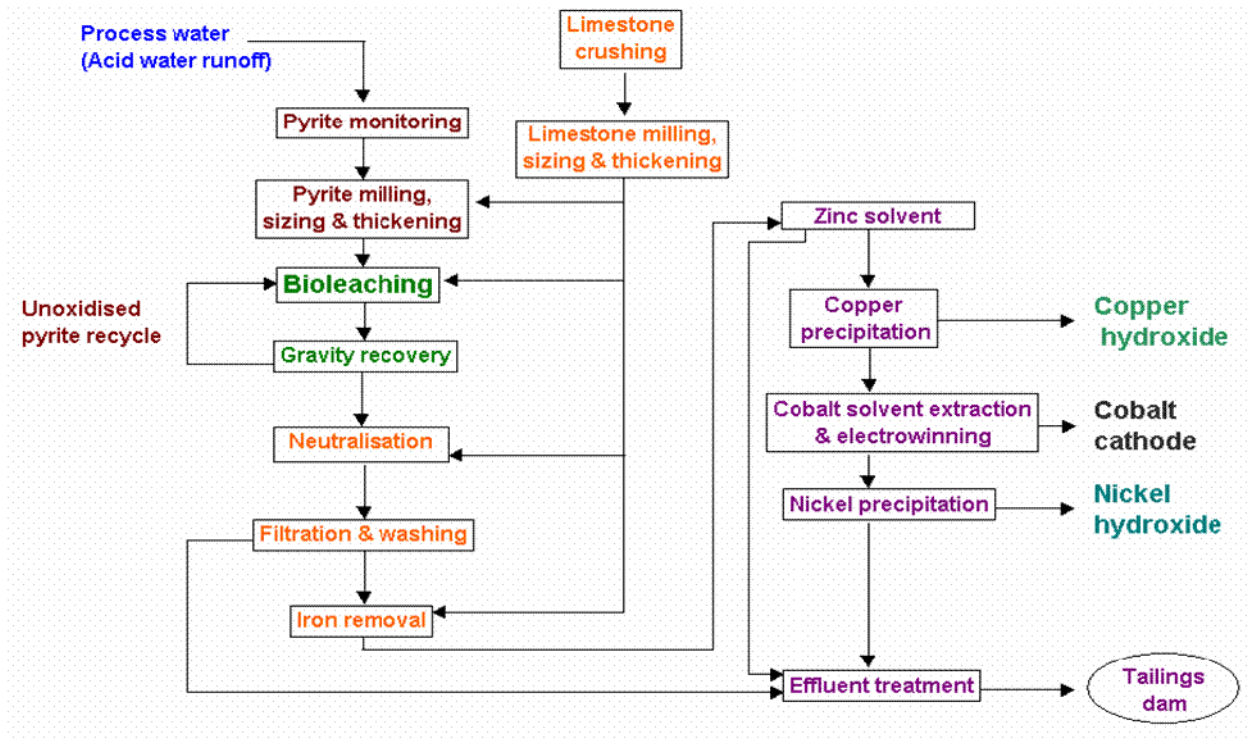 Process water
(Acid water runoff)
Limestone
crushing
Pyrite monitoring
Limestone milling,
sizing & thickening
Pyrite milling,
sizing & thickening
Zinc solvent
Bioleaching
Unoxidised
pyrite recycle
Copper
precipitation
Copper
hydroxide
Gravity recovery
Cobalt solvent extraction
& electrowinning
Cobalt
cathode
Neutralisation
Nickel precipitation
Nickel
hydroxide
Filtration & washing
Iron removal
Effluent treatment
Tailings
dam